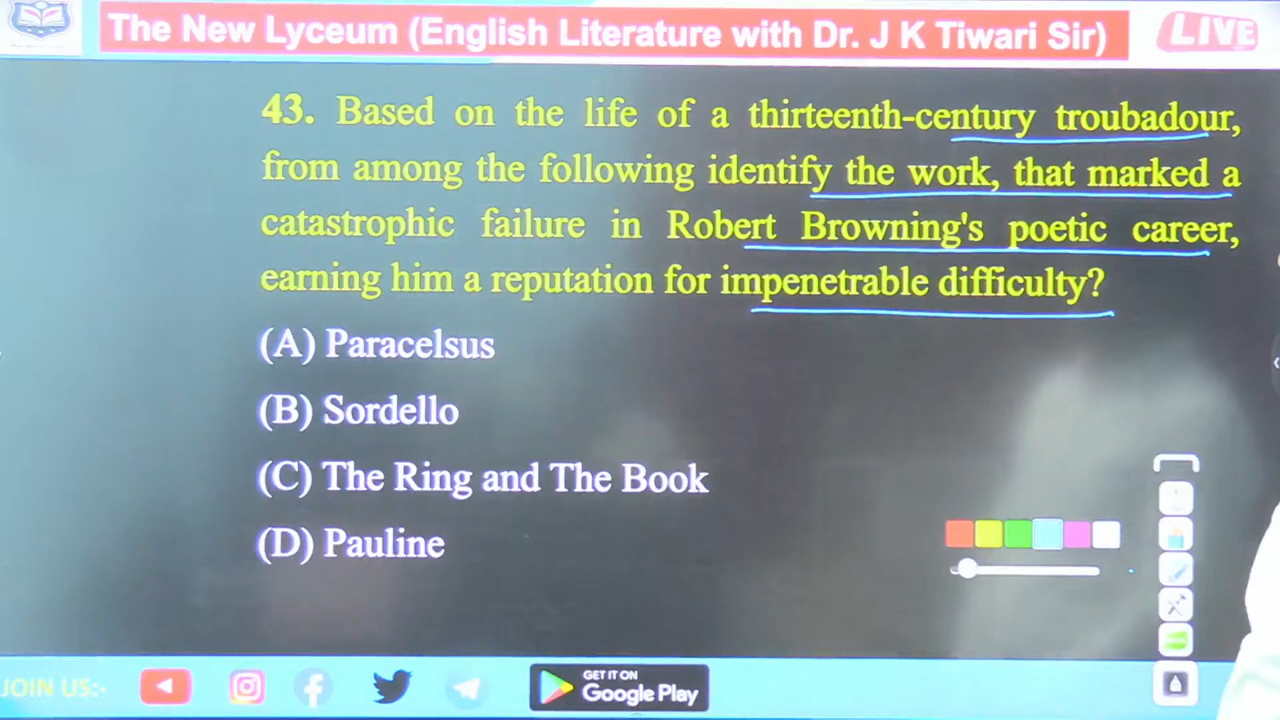 The New Lyceum (English Literature with Dr. J K Tiwari Sir)
LIVE
43. Based on the life of a thirteenth-century troubadour,
from among the following identify the work, that marked a
catastrophic failure in Robert Browning's poetic career,
earning him a reputation for impenetrable difficulty?
(A) Paracelsus
(B) Sordello
(C) The Ring and The Book
(D) Pauline
JOIN US:-
GET IT ON
Google Play